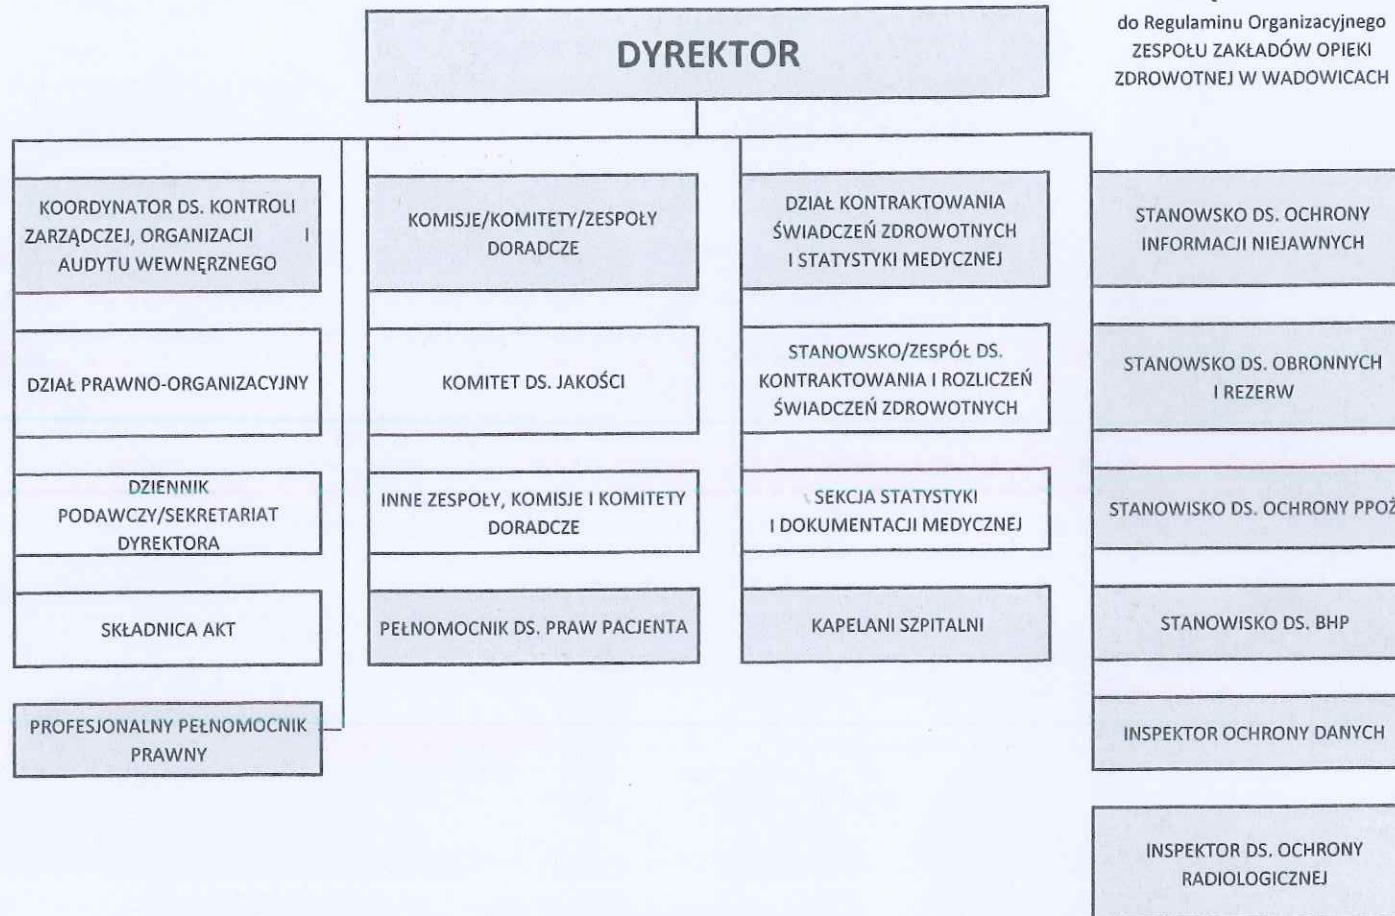 do Regulaminu Organizacyjnego
ZESPOŁU ZAKŁADÓW OPIEKI
ZDROWOTNEJ W WADOWICACH
DYREKTOR
KOORDYNATOR DS. KONTROLI
ZARZĄDCZEJ, ORGANIZACJI I
AUDYTU WEWNĘRZNEGO
DZIAŁ PRAWNO-ORGANIZACYJNY
DZIENNIK
PODAWCZY/SEKRETARIAT
DYREKTORA
SKŁADNICA AKT
PROFESJONALNY PEŁNOMOCNIK
PRAWNY
KOMISJE/KOMITETY/ZESPOŁY
DORADCZE
KOMITET DS. JAKOŚCI
INNE ZESPOŁY, KOMISJE I KOMITETY
DORADCZE
PEŁNOMOCNIK DS. PRAW PACJENTA
DZIAŁ KONTRAKTOWANIA
ŚWIADCZEŃ ZDROWOTNYCH
I STATYSTYKI MEDYCZNEJ
STANOWSKO/ZESPÓŁ DS.
KONTRAKTOWANIA I ROZLICZEŃ
ŚWIADCZEŃ ZDROWOTNYCH
SEKCJA STATYSTYKI
I DOKUMENTACJI MEDYCZNEJ
KAPELANI SZPITALNI
STANOWSKO DS. OCHRONY
INFORMACJI NIEJAWNYCH
STANOWSKO DS. OBRONNYCH
I REZERW
STANOWISKO DS. OCHRONY PPOŻ
STANOWISKO DS. BHP
INSPEKTOR OCHRONY DANYCH
INSPEKTOR DS. OCHRONY
RADIOLOGICZNEJ